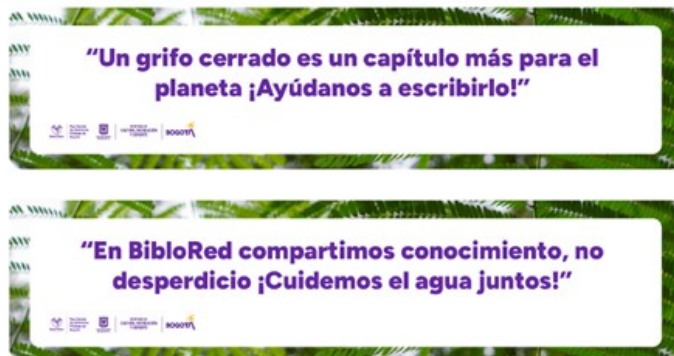 “Un grifo cerrado es un capítulo más para el
planeta ¡Ayúdanos a escribirlo!”
BOGOTÁ
“En BibloRed compartimos conocimiento, no
desperdicio ¡Cuidemos el agua juntos!”
BOGOTÁ